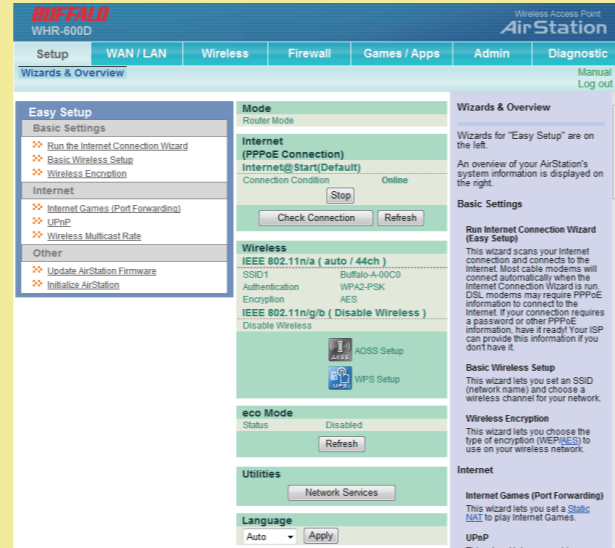 BUFFALO
WHR-600D
Wireless Access Point
AirStation
Setup
WAN / LAN
Wireless
Firewall
Games / Apps
Admin
Diagnostic
Wizards & Overview
Manual
Log out
Easy Setup
Basic Settings
Run the Internet Connection Wizard
Basic Wireless Setup
Wireless Encryption
Internet
Internet Games (Port Forwarding)
UPnP
Wireless Multicast Rate
Other
Update AirStation Firmware
Initialize AirStation
Mode
Router Mode
Internet
(PPPoE Connection)
Internet@Start(Default)
Connection Condition Online
Stop
Check Connection Refresh
Wireless
IEEE 802.11n/a ( auto / 44ch )
SSID1 Buffalo-A-00C0
Authentication WPA2-PSK
Encryption AES
IEEE 802.11n/g/b ( Disable Wireless )
Disable Wireless
AOSS
AOSS Setup
WPS Setup
eco Mode
Status Disabled
Refresh
Utilities
Network Services
Language
Auto Apply
Wizards & Overview
Wizards for "Easy Setup" are on
the left.
An overview of your AirStation's
system information is displayed on
the right.
Basic Settings
Run Internet Connection Wizard
(Easy Setup)
This wizard scans your Internet
connection and connects to the
Internet. Most cable modems will
connect automatically when the
Internet Connection Wizard is run.
DSL modems may require PPPoE
information to connect to the
Internet. If your connection requires
a password or other PPPoE
information, have it ready! Your ISP
can provide this information if you
don't have it.
Basic Wireless Setup
This wizard lets you set an SSID
(network name) and choose a
wireless channel for your network.
Wireless Encryption
This wizard lets you choose the
type of encryption (WEP/AES) to
use on your wireless network.
Internet
Internet Games (Port Forwarding)
This wizard lets you set a Static
NAT to play Internet Games.
UPnP